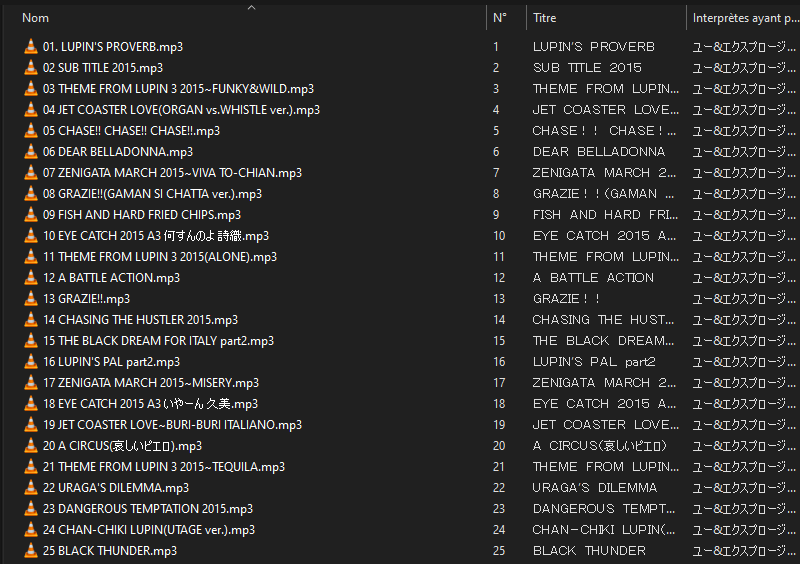 Nom N° Titre Interprètes ayant p...
01. LUPIN'S PROVERB.mp3 1 LUPIN'S PROVERB ユー&エクスプロージ...
02 SUB TITLE 2015.mp3 2 SUB TITLE 2015 ユー&エクスプロージ...
03 THEME FROM LUPIN 3 2015~FUNKY&WILD.mp3 3 THEME FROM LUPIN... ユー&エクスプロージ...
04 JET COASTER LOVE(ORGAN vs.WHISTLE ver.).mp3 4 JET COASTER LOVE... ユー&エクスプロージ...
05 CHASE!! CHASE!! CHASE!!.mp3 5 CHASE!! CHASE!... ユー&エクスプロージ...
06 DEAR BELLADONNA.mp3 6 DEAR BELLADONNA ユー&エクスプロージ...
07 ZENIGATA MARCH 2015~VIVA TO-CHIAN.mp3 7 ZENIGATA MARCH 2... ユー&エクスプロージ...
08 GRAZIE!!(GAMAN SI CHATTA ver.).mp3 8 GRAZIE!!(GAMAN ... ユー&エクスプロージ...
09 FISH AND HARD FRIED CHIPS.mp3 9 FISH AND HARD FRI... ユー&エクスプロージ...
10 EYE CATCH 2015 A3 何すんのよ 詩織.mp3 10 EYE CATCH 2015 A... ユー&エクスプロージ...
11 THEME FROM LUPIN 3 2015(ALONE).mp3 11 THEME FROM LUPIN... ユー&エクスプロージ...
12 A BATTLE ACTION.mp3 12 A BATTLE ACTION ユー&エクスプロージ...
13 GRAZIE!!.mp3 13 GRAZIE!! ユー&エクスプロージ...
14 CHASING THE HUSTLER 2015.mp3 14 CHASING THE HUST... ユー&エクスプロージ...
15 THE BLACK DREAM FOR ITALY part2.mp3 15 THE BLACK DREAM... ユー&エクスプロージ...
16 LUPIN'S PAL part2.mp3 16 LUPIN'S PAL part2 ユー&エクスプロージ...
17 ZENIGATA MARCH 2015~MISERY.mp3 17 ZENIGATA MARCH 2... ユー&エクスプロージ...
18 EYE CATCH 2015 A3 いやーん 久美.mp3 18 EYE CATCH 2015 A... ユー&エクスプロージ...
19 JET COASTER LOVE~BURI-BURI ITALIANO.mp3 19 JET COASTER LOVE... ユー&エクスプロージ...
20 A CIRCUS(哀しいピエロ).mp3 20 A CIRCUS(哀しいピエロ) ユー&エクスプロージ...
21 THEME FROM LUPIN 3 2015~TEQUILA.mp3 21 THEME FROM LUPIN... ユー&エクスプロージ...
22 URAGA'S DILEMMA.mp3 22 URAGA'S DILEMMA ユー&エクスプロージ...
23 DANGEROUS TEMPTATION 2015.mp3 23 DANGEROUS TEMPT... ユー&エクスプロージ...
24 CHAN-CHIKI LUPIN(UTAGE ver.).mp3 24 CHAN-CHIKI LUPIN(... ユー&エクスプロージ...
25 BLACK THUNDER.mp3 25 BLACK THUNDER ユー&エクスプロージ...